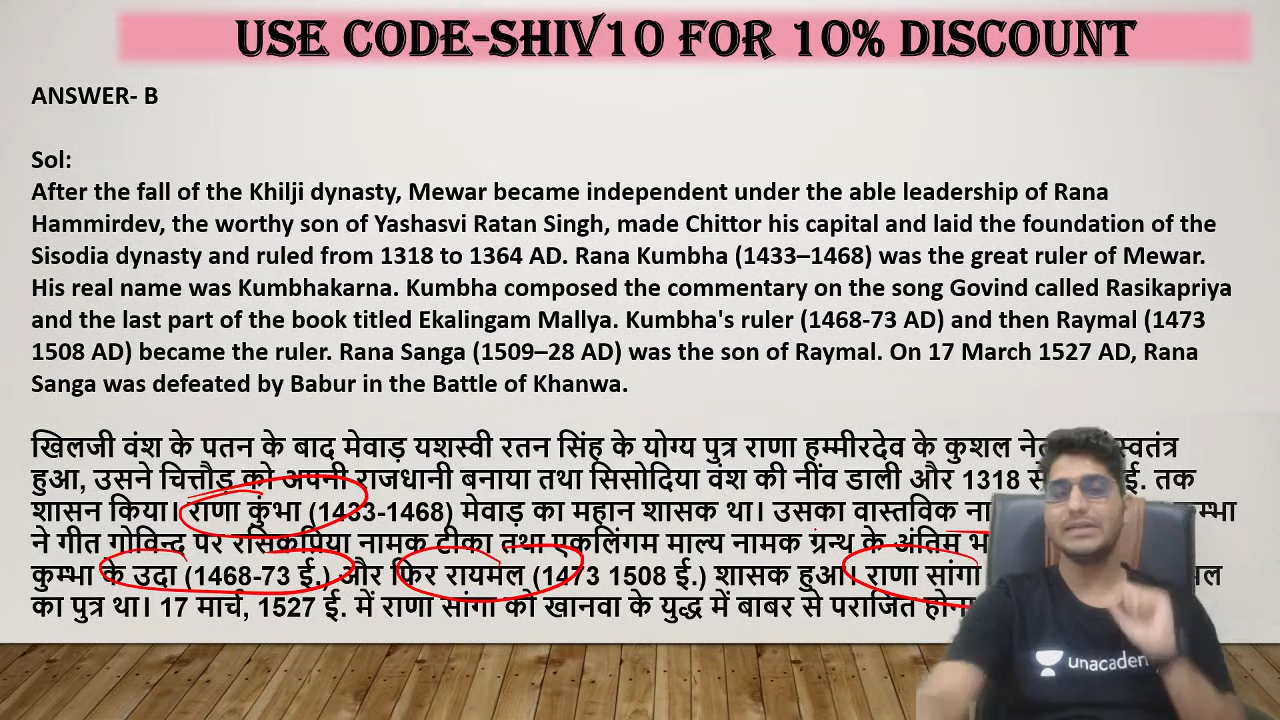 USE CODE-SHIV10 FOR 10% DISCOUNT
ANSWER- B
Sol:
After the fall of the Khilji dynasty, Mewar became independent under the able leadership of Rana
Hammirdev, the worthy son of Yashasvi Ratan Singh, made Chittor his capital and laid the foundation of the
Sisodia dynasty and ruled from 1318 to 1364 AD. Rana Kumbha (1433–1468) was the great ruler of Mewar.
His real name was Kumbhakarna. Kumbha composed the commentary on the song Govind called Rasikapriya
and the last part of the book titled Ekalingam Mallya. Kumbha's ruler (1468-73 AD) and then Raymal (1473
1508 AD) became the ruler. Rana Sanga (1509–28 AD) was the son of Raymal. On 17 March 1527 AD, Rana
Sanga was defeated by Babur in the Battle of Khanwa.
खिलजी वंश के पतन के बाद मेवाड़ यशस्वी रतन सिंह के योग्य पुत्र राणा हम्मीरदेव के कुशल स्वतंत्र
हुआ, उसने चित्तौड़ को अपनी राजधानी बनाया तथा सिसोदिया वंश की नींव डाली और 1318 ई. तक
शासन किया। राणा कुंभा (1433-1468) मेवाड़ का महान शासक था। उसका वास्तविक
ने गीत गोविन्द पर रसिकप्रिया नामक टीका तथा एकलिंगम माल्य नामक ग्रन्थ के अंतिम
कुम्भा के उदा (1468-73 ई.) और फिर रायमल (1473 1508 ई.) शासक हुआ। राणा सांगा
का पुत्र था। 17 मार्च, 1527 ई. में राणा सांगा को खानवा के युद्ध में बाबर से पराजित